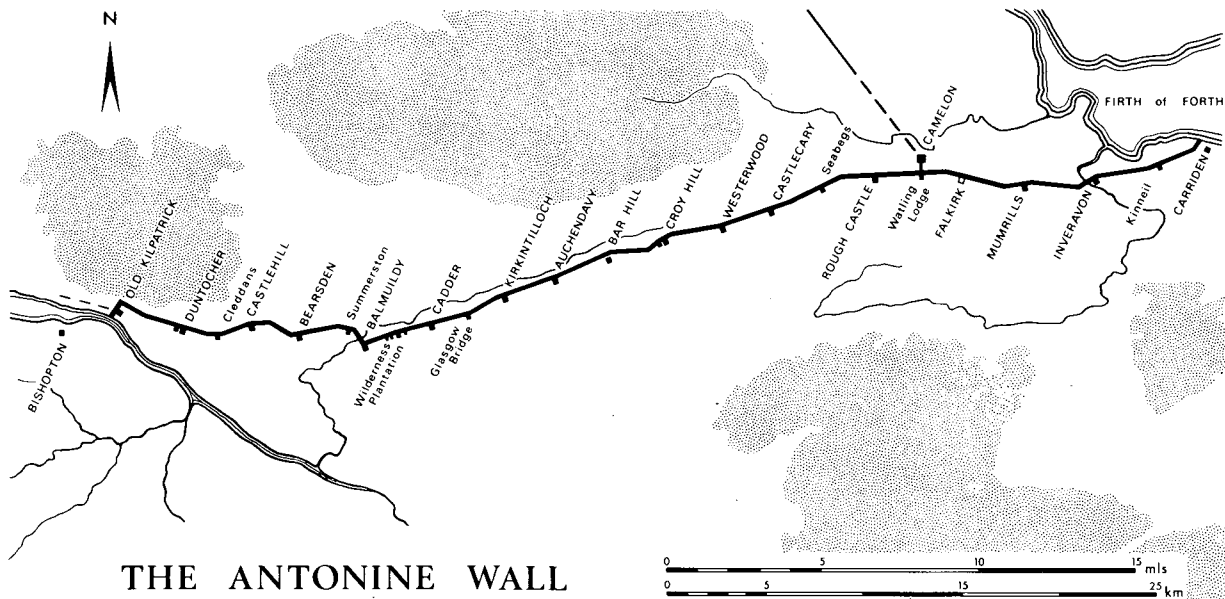 N
FIRTH of FORTH
BISHOPTON
OLD KILPATRICK
DUNTOCHER
Cleddans
CASTLEHILL
BEARSDEN
Summerston
BALMUILDY
Wilderness
Plantation
CADDER
Glasgow
Bridge
KIRKINTILLOCH
AUCHENDAVY
BAR HILL
CROY HILL
WESTERWOOD
CASTLECARY
Seabegs
ROUGH CASTLE
CAMELON
Watling
Lodge
FALKIRK
MUMRILLS
INVERAVON
Kinneil
CARRIDEN
THE ANTONINE WALL
0 5 10 15 mls
0 5 15 25 km